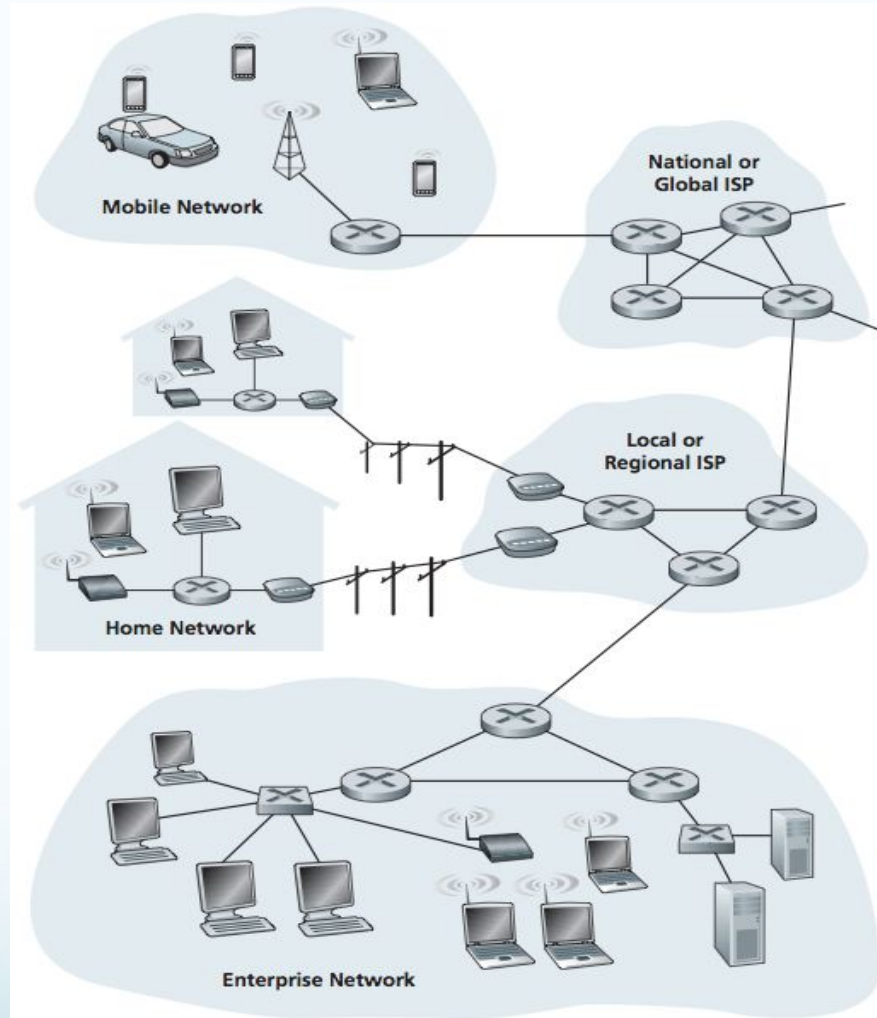 Mobile Network
National or
Global ISP
Local or
Regional ISP
Home Network
Enterprise Network